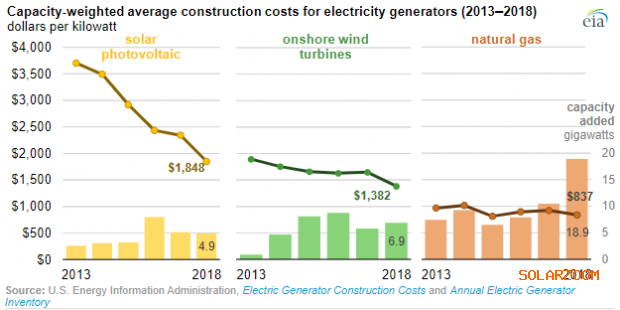 Capacity-weighted average construction costs for electricity generators (2013–2018)
dollars per kilowatt
eia
solar photovoltaic
onshore wind turbines
natural gas
$4,000
$3,500
$3,000
$2,500
$2,000
$1,500
$1,000
$500
$0
$1,848
4.9
2013 2018
$1,382
6.9
2013 2018
capacity added
gigawatts
20
15
10
5
0
$837
18.9
2013
SOLARZOOM
Source: U.S. Energy Information Administration, Electric Generator Construction Costs and Annual Electric Generator
Inventory